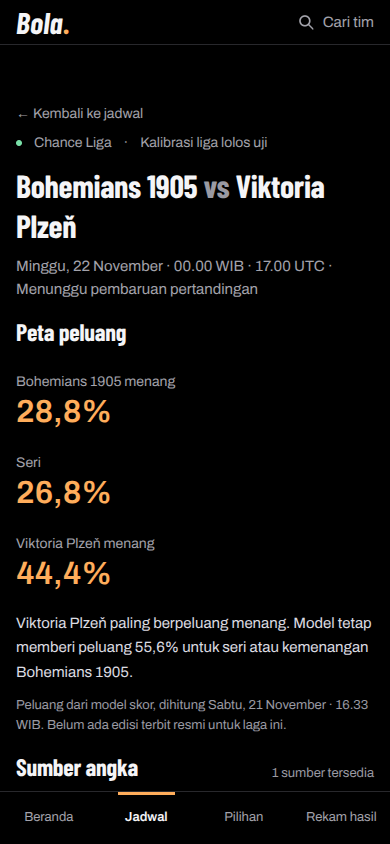 Bola.
Cari tim
← Kembali ke jadwal
Chance Liga · Kalibrasi liga lolos uji
Bohemians 1905 vs Viktoria
Plzeň
Minggu, 22 November · 00.00 WIB · 17.00 UTC ·
Menunggu pembaruan pertandingan
Peta peluang
Bohemians 1905 menang
28,8%
Seri
26,8%
Viktoria Plzeň menang
44,4%
Viktoria Plzeň paling berpeluang menang. Model tetap
memberi peluang 55,6% untuk seri atau kemenangan
Bohemians 1905.
Peluang dari model skor, dihitung Sabtu, 21 November · 16.33
WIB. Belum ada edisi terbit resmi untuk laga ini.
Sumber angka
1 sumber tersedia
Beranda
Jadwal
Pilihan
Rekam hasil